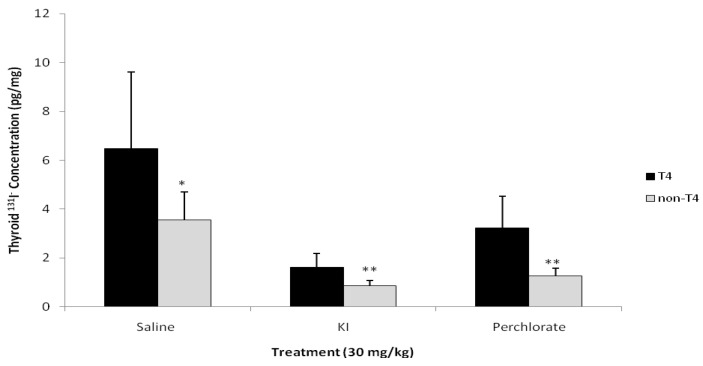 12
10
8
6
4
2
0
Thyroid ¹³¹I⁻ Concentration (pg/mg)
*
**
**
T4
non-T4
Saline KI Perchlorate
Treatment (30 mg/kg)